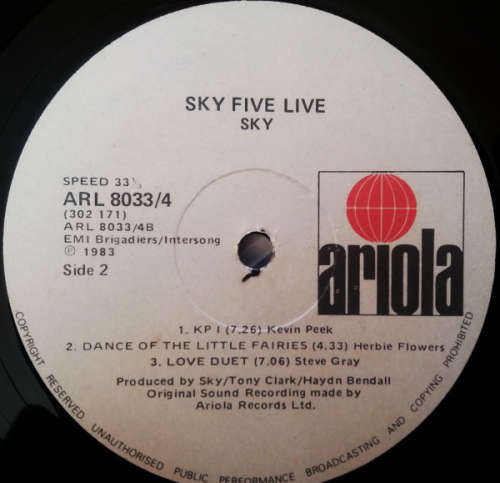 SKY FIVE LIVE
SKY
SPEED 33⅓
ARL 8033/4
(302 171)
ARL 8033/4B
EMI Brigadiers/Intersong
℗ 1983
Side 2
ariola
1. KP I (7.26) Kevin Peek
2. DANCE OF THE LITTLE FAIRIES (4.33) Herbie Flowers
3. LOVE DUET (7.06) Steve Gray
Produced by Sky/Tony Clark/Haydn Bendall
Original Sound Recording made by
Ariola Records Ltd.
COPYRIGHT RESERVED UNAUTHORISED PUBLIC PERFORMANCE BROADCASTING AND COPYING PROHIBITED